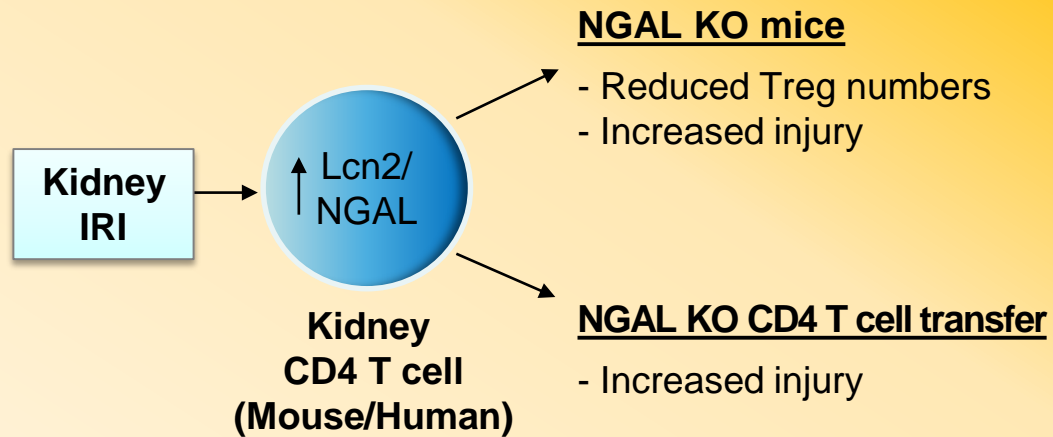 Kidney
IRI
↑ Lcn2/
NGAL
Kidney
CD4 T cell
(Mouse/Human)
NGAL KO mice
- Reduced Treg numbers
- Increased injury
NGAL KO CD4 T cell transfer
- Increased injury